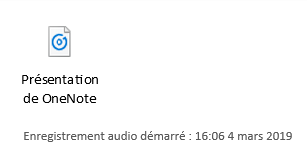 Présentation
de OneNote
Enregistrement audio démarré : 16:06 4 mars 2019